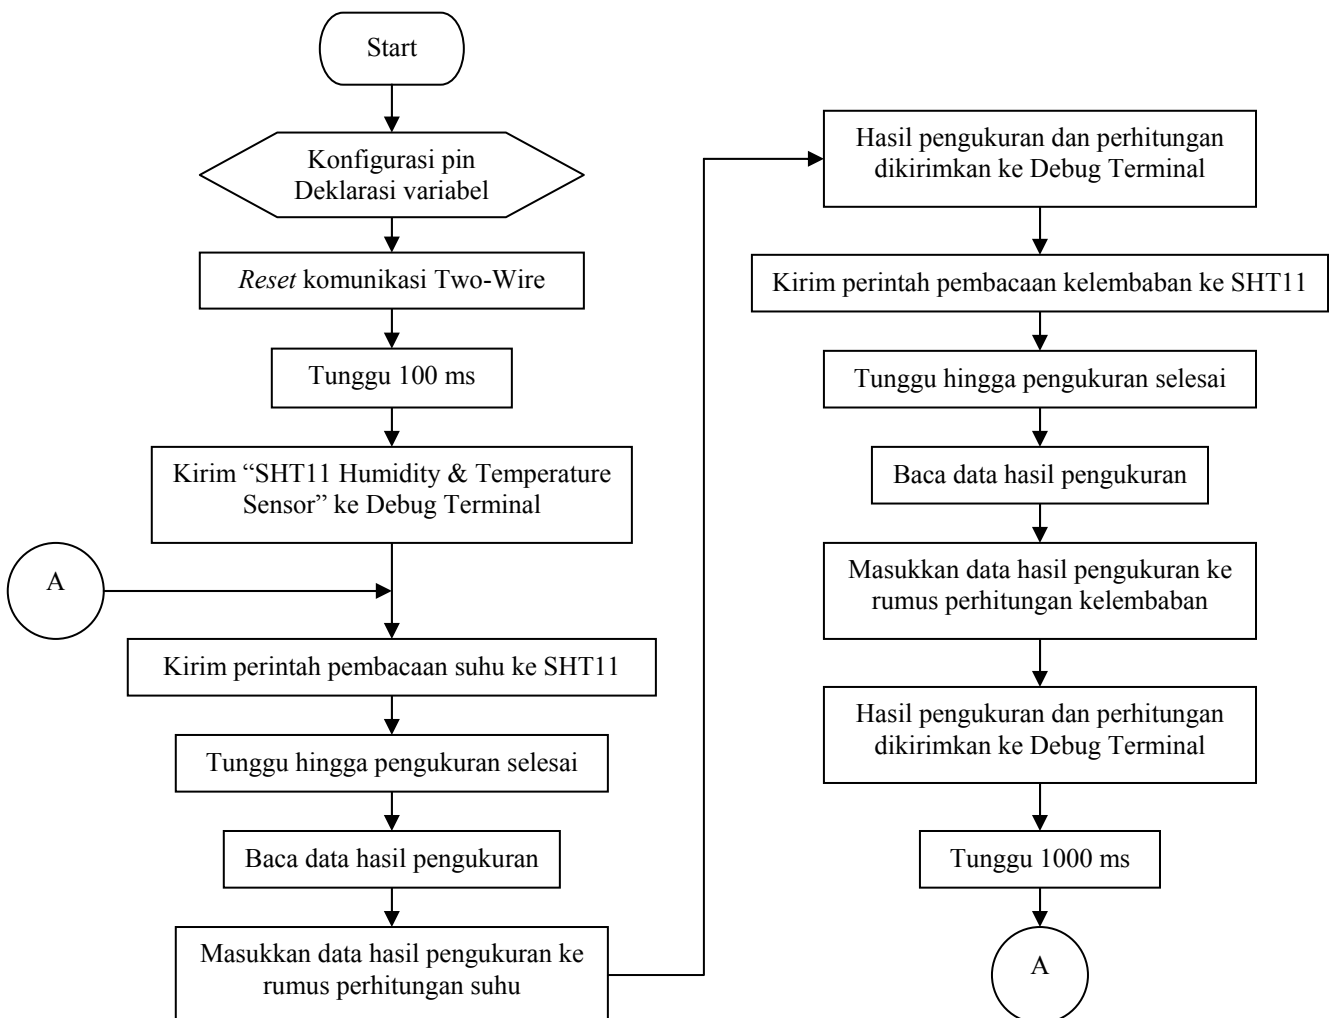 Start
Konfigurasi pin
Deklarasi variabel
Reset komunikasi Two-Wire
Tunggu 100 ms
Kirim “SHT11 Humidity & Temperature
Sensor” ke Debug Terminal
A
Kirim perintah pembacaan suhu ke SHT11
Tunggu hingga pengukuran selesai
Baca data hasil pengukuran
Masukkan data hasil pengukuran ke
rumus perhitungan suhu
Hasil pengukuran dan perhitungan
dikirimkan ke Debug Terminal
Kirim perintah pembacaan kelembaban ke SHT11
Tunggu hingga pengukuran selesai
Baca data hasil pengukuran
Masukkan data hasil pengukuran ke
rumus perhitungan kelembaban
Hasil pengukuran dan perhitungan
dikirimkan ke Debug Terminal
Tunggu 1000 ms
A